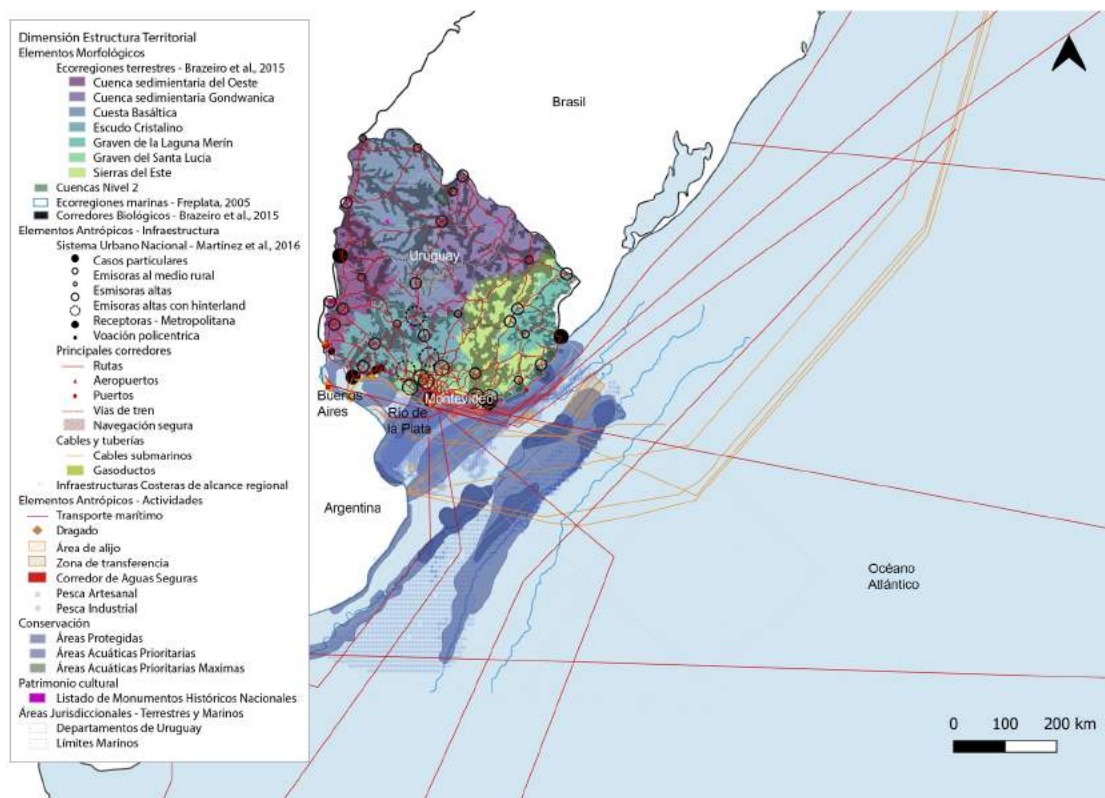 Dimensión Estructura Territorial
Elementos Morfológicos
Ecorregiones terrestres - Brazeiro et al., 2015
Cuenca sedimentaria del Oeste
Cuenca sedimentaria Gondwanica
Cuesta Basáltica
Escudo Cristalino
Graven de la Laguna Merín
Graven del Santa Lucía
Sierras del Este
Cuencas Nivel 2
Ecorregiones marinas - Freplata, 2005
Corredores Biológicos - Brazeiro et al., 2015
Elementos Antrópicos - Infraestructura
Sistema Urbano Nacional - Martínez et al., 2016
Casos particulares
Emisoras al medio rural
Esmisoras altas
Emisoras altas con hinterland
Receptoras - Metropolitana
Voación policentrica
Principales corredores
Rutas
Aeropuertos
Puertos
Vías de tren
Navegación segura
Cables y tuberías
Cables submarinos
Gasoductos
Infraestructuras Costeras de alcance regional
Elementos Antrópicos - Actividades
Transporte marítimo
Dragado
Área de alijo
Zona de transferencia
Corredor de Aguas Seguras
Pesca Artesanal
Pesca Industrial
Conservación
Áreas Protegidas
Áreas Acuáticas Prioritarias
Áreas Acuáticas Prioritarias Maximas
Patrimonio cultural
Listado de Monumentos Históricos Nacionales
Áreas Jurisdiccionales - Terrestres y Marinos
Departamentos de Uruguay
Límites Marinos
Brasil
Uruguay
Montevideo
Buenos
Aires
Río de
la Plata
Argentina
Océano
Atlántico
0 100 200 km